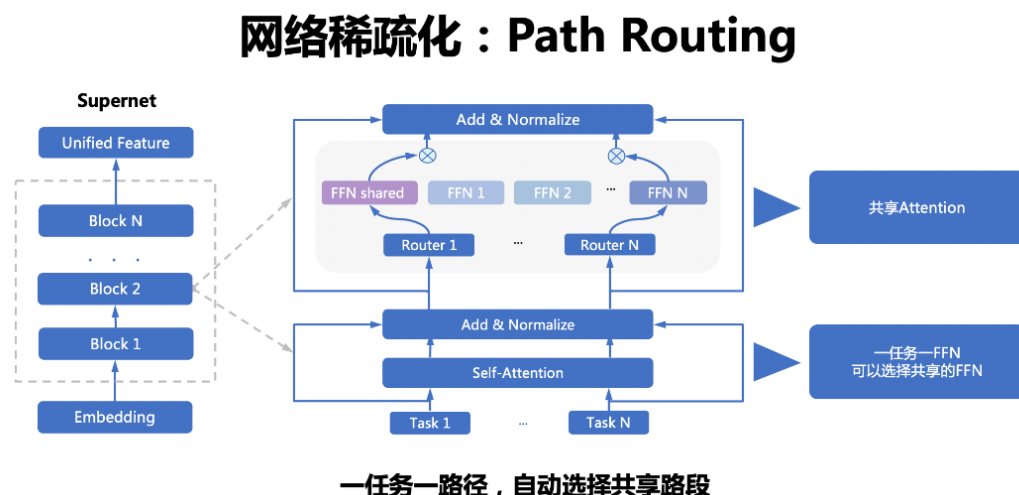 网络稀疏化：Path Routing
Supernet
Unified Feature
Block N
. . .
Block 2
Block 1
Embedding
Add & Normalize
FFN shared
FFN 1
FFN 2
...
FFN N
Router 1
...
Router N
Add & Normalize
Self-Attention
Task 1
...
Task N
共享Attention
一任务一FFN
可以选择共享的FFN
一任务一路径，自动选择共享路段